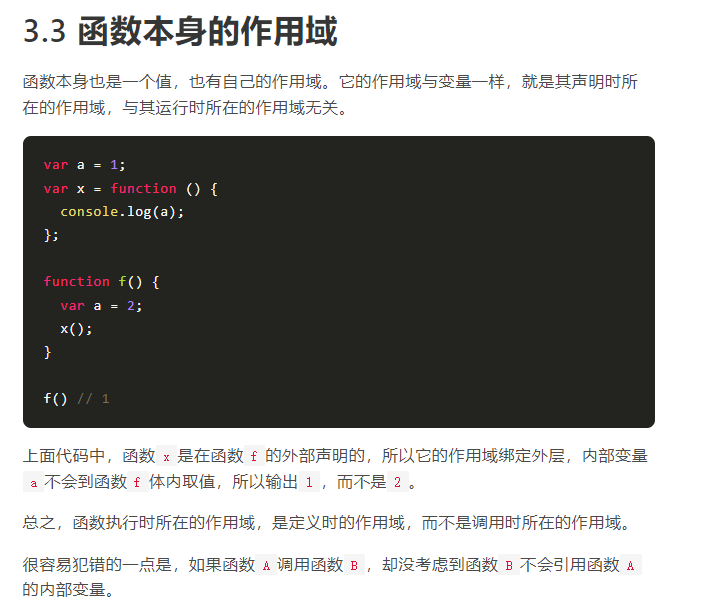 3.3 函数本身的作用域
函数本身也是一个值，也有自己的作用域。它的作用域与变量一样，就是其声明时所
在的作用域，与其运行时所在的作用域无关。
var a = 1;
var x = function () {
  console.log(a);
};

function f() {
  var a = 2;
  x();
}

f() // 1
上面代码中，函数x是在函数f的外部声明的，所以它的作用域绑定外层，内部变量
a不会到函数f体内取值，所以输出1，而不是2。
总之，函数执行时所在的作用域，是定义时的作用域，而不是调用时所在的作用域。
很容易犯错的一点是，如果函数A调用函数B，却没考虑到函数B不会引用函数A
的内部变量。